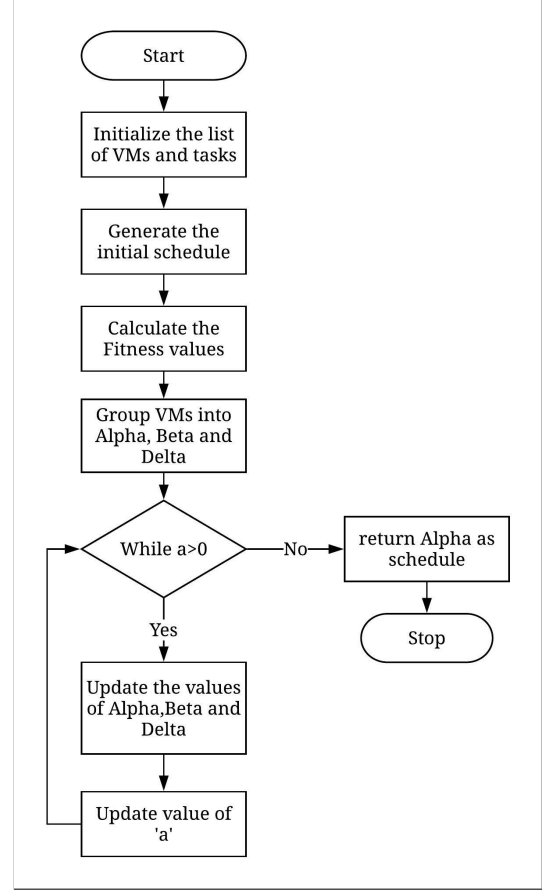 Start
Initialize the list
of VMs and tasks
Generate the
initial schedule
Calculate the
Fitness values
Group VMs into
Alpha, Beta and
Delta
While a>0
No
return Alpha as
schedule
Stop
Yes
Update the values
of Alpha,Beta and
Delta
Update value of
'a'